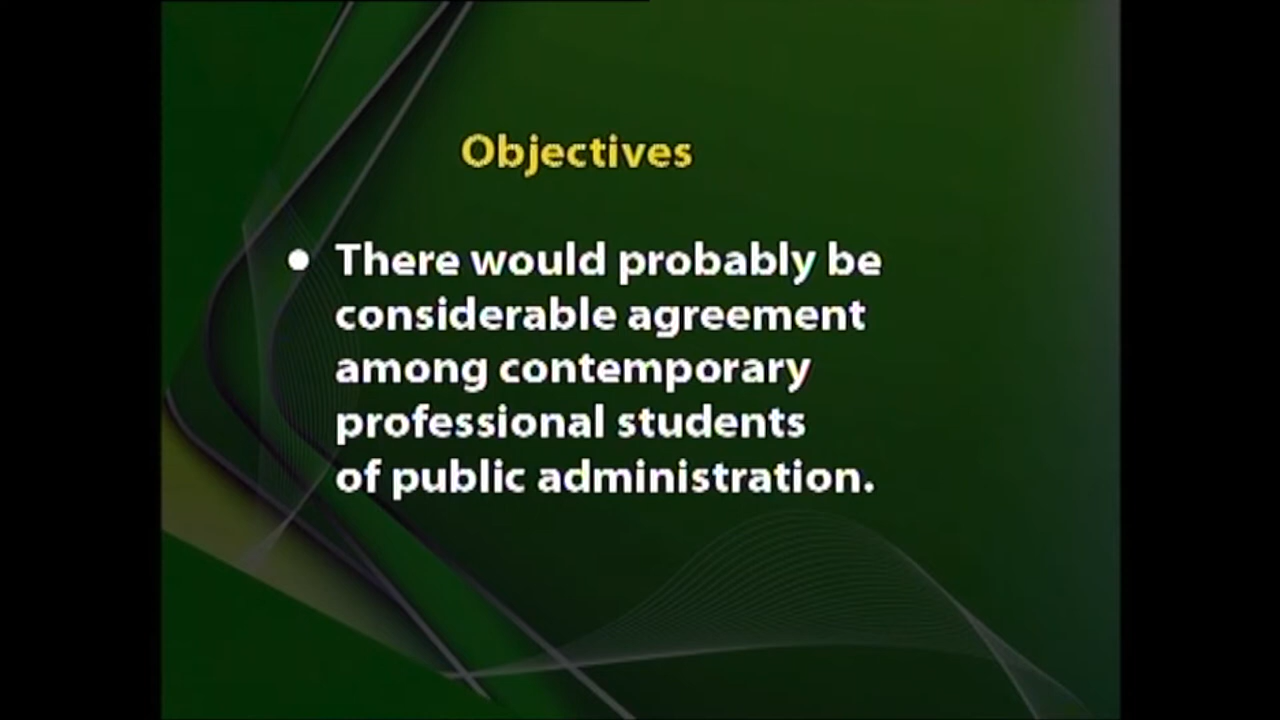 Objectives
• There would probably be
considerable agreement
among contemporary
professional students
of public administration.